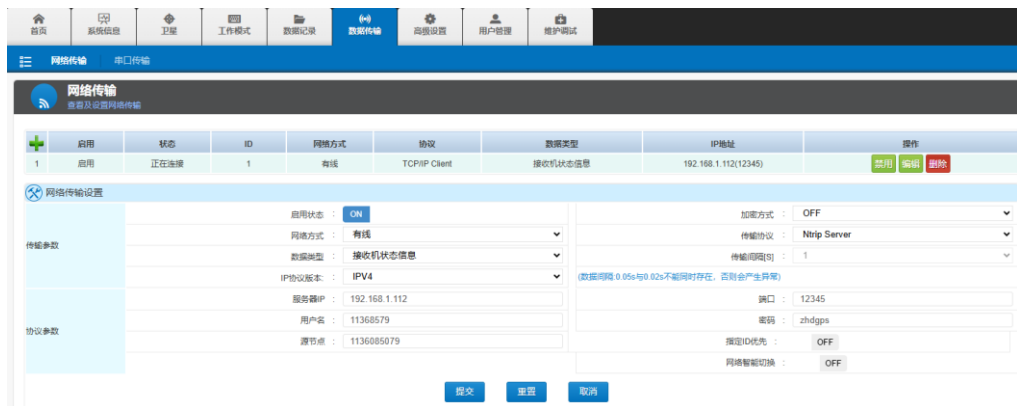 首页 系统信息 卫星 工作模式 数据记录 数据传输 高级设置 用户管理 维护调试
网络传输 串口传输
网络传输
查看及设置网络传输
启用 状态 ID 网络方式 协议 数据类型 IP地址 操作
1 启用 正在连接 1 有线 TCP/IP Client 接收机状态信息 192.168.1.112(12345) 禁用 编辑 删除
网络传输设置
启用状态 : ON 加密方式 : OFF
传输参数
网络方式 : 有线 传输协议 : Ntrip Server
数据类型 : 接收机状态信息 传输间隔[S] : 1
IP协议版本: : IPV4 (数据间隔:0.05s与0.02s不能同时存在，否则会产生异常)
服务器IP : 192.168.1.112 端口 : 12345
协议参数
用户名 : 11368579 密码 : zhdgps
源节点 : 1136085079 指定ID优先 : OFF
网络智能切换 : OFF
提交 重置 取消